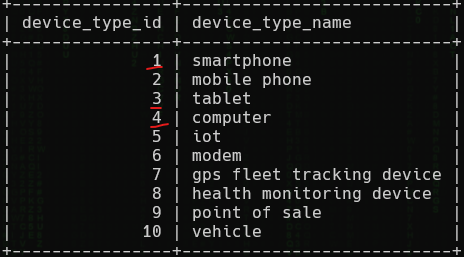 +----------------+---------------------------+
| device_type_id | device_type_name          |
+----------------+---------------------------+
|              1 | smartphone                |
|              2 | mobile phone              |
|              3 | tablet                    |
|              4 | computer                  |
|              5 | iot                       |
|              6 | modem                     |
|              7 | gps fleet tracking device |
|              8 | health monitoring device  |
|              9 | point of sale             |
|             10 | vehicle                   |
+----------------+---------------------------+